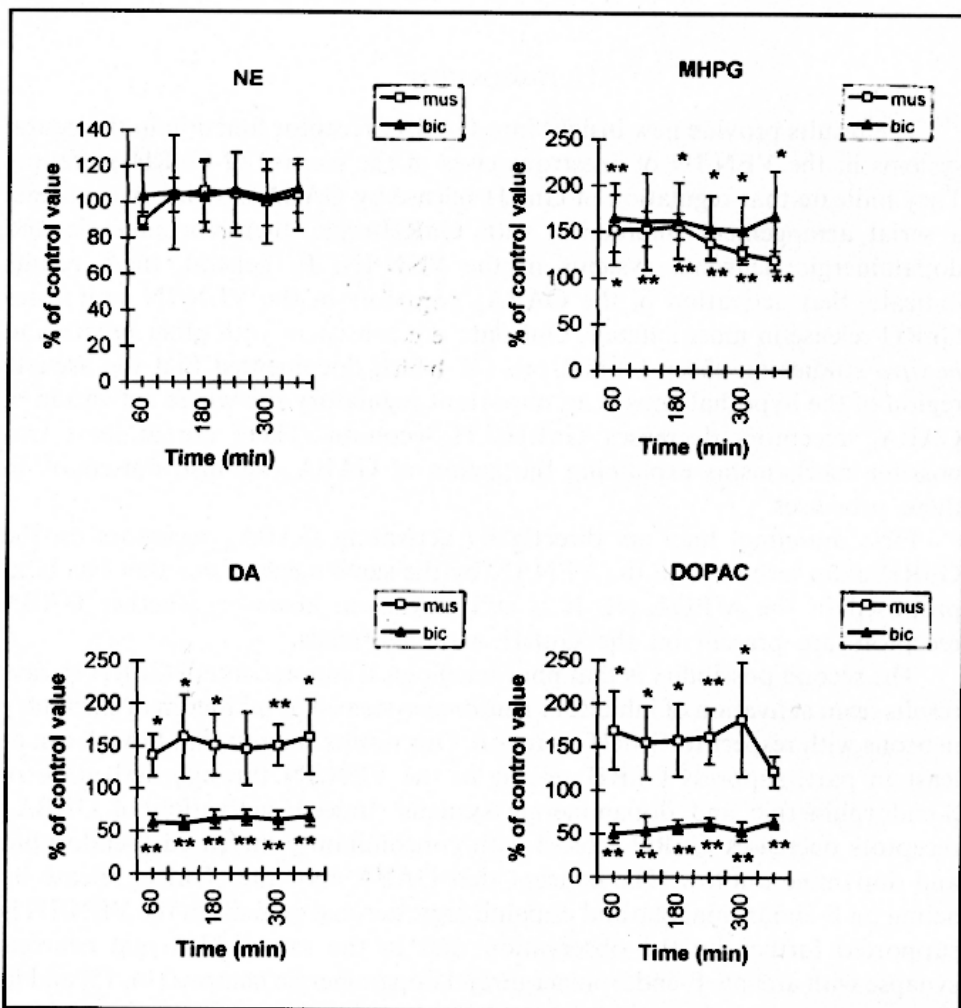 NE
mus
bic
% of control value
140
120
100
80
60
40
20
0
60
180
300
Time (min)
MHPG
mus
bic
% of control value
250
200
150
100
50
0
** * * * *
* ** ** ** **
60
180
300
Time (min)
DA
mus
bic
% of control value
250
200
150
100
50
0
* * * ** *
** ** ** ** ** **
60
180
300
Time (min)
DOPAC
mus
bic
% of control value
250
200
150
100
50
0
* * * ** *
** ** ** ** ** **
60
180
300
Time (min)